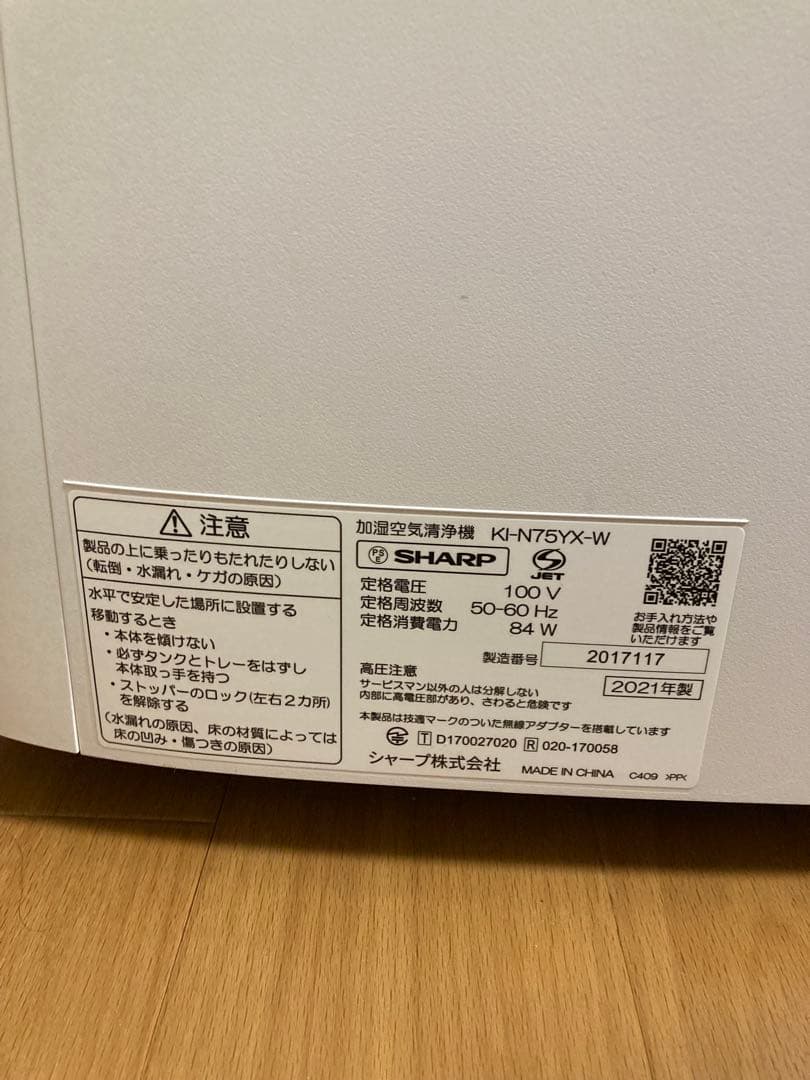 注意
製品の上に乗ったりもたれたりしない
(転倒・水漏れ・ケガの原因)
水平で安定した場所に設置する
移動するとき
・本体を傾けない
・必ずタンクとトレーをはずし
本体取っ手を持つ
・ストッパーのロック(左右2カ所)
を解除する
(水漏れの原因、床の材質によっては
床の凹み・傷つきの原因)
加湿空気清浄機 KI-N75YX-W
PSE SHARP
JET
定格電圧 100 V
定格周波数 50-60 Hz
定格消費電力 84 W
お手入れ方法や
製品情報をご覧
いただけます
製造番号 2017117
2021年製
高圧注意
サービスマン以外の人は分解しない
内部に高電圧部があり、さわると危険です
本製品は技適マークのついた無線アダプターを搭載しています
T D170027020 R 020-170058
シャープ株式会社 MADE IN CHINA C409 >PP<